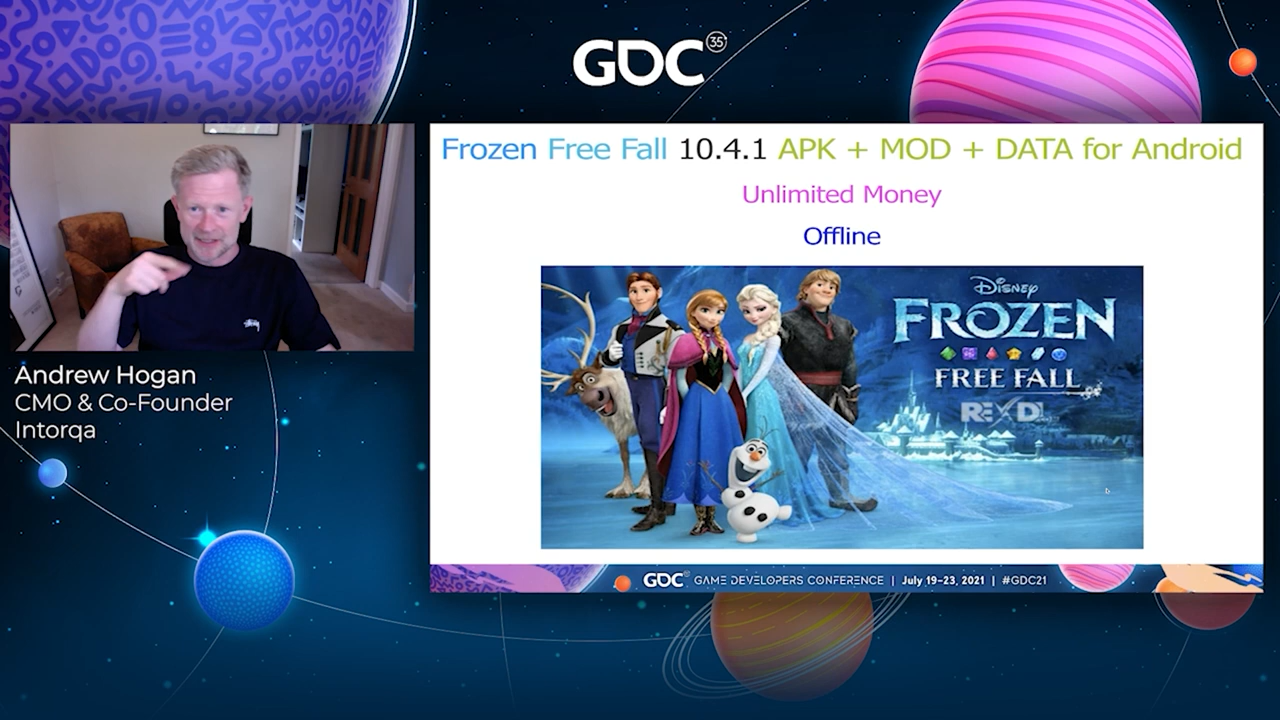 GDC 35
Frozen Free Fall 10.4.1 APK + MOD + DATA for Android
Unlimited Money
Offline
Disney
FROZEN
FREE FALL
REXDL
stüssy
Andrew Hogan
CMO & Co-Founder
Intorqa
GDC GAME DEVELOPERS CONFERENCE | July 19-23, 2021 | #GDC21